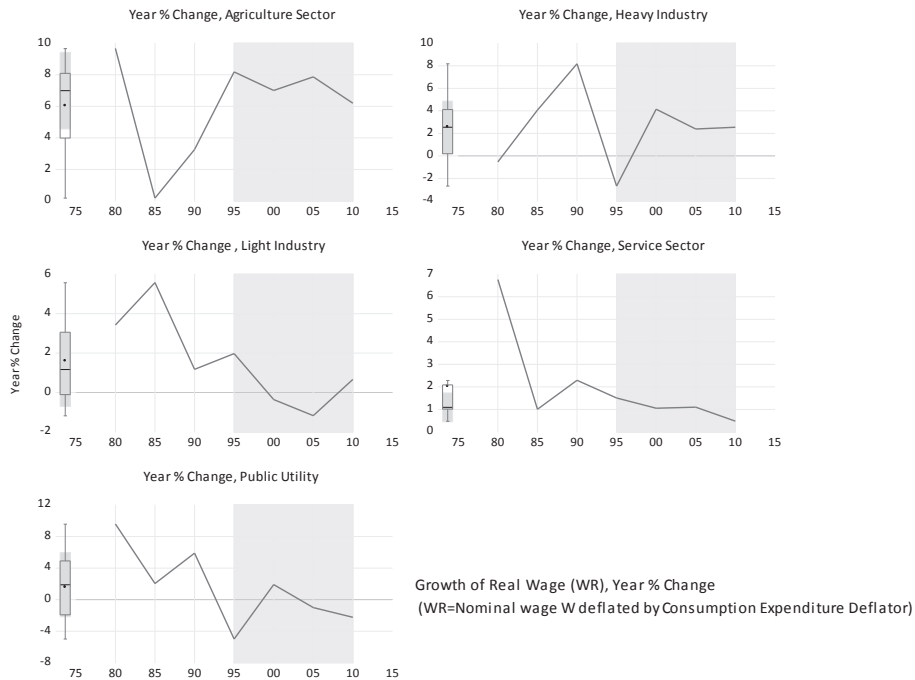 Year % Change, Agriculture Sector
10
8
6
4
2
0
75 80 85 90 95 00 05 10 15
Year % Change, Heavy Industry
10
8
6
4
2
0
-2
-4
75 80 85 90 95 00 05 10 15
Year % Change , Light Industry
Year % Change
6
4
2
0
-2
75 80 85 90 95 00 05 10 15
Year % Change, Service Sector
7
6
5
4
3
2
1
0
75 80 85 90 95 00 05 10 15
Year % Change, Public Utility
12
8
4
0
-4
-8
75 80 85 90 95 00 05 10 15
Growth of Real Wage (WR), Year % Change
(WR=Nominal wage W deflated by Consumption Expenditure Deflator)